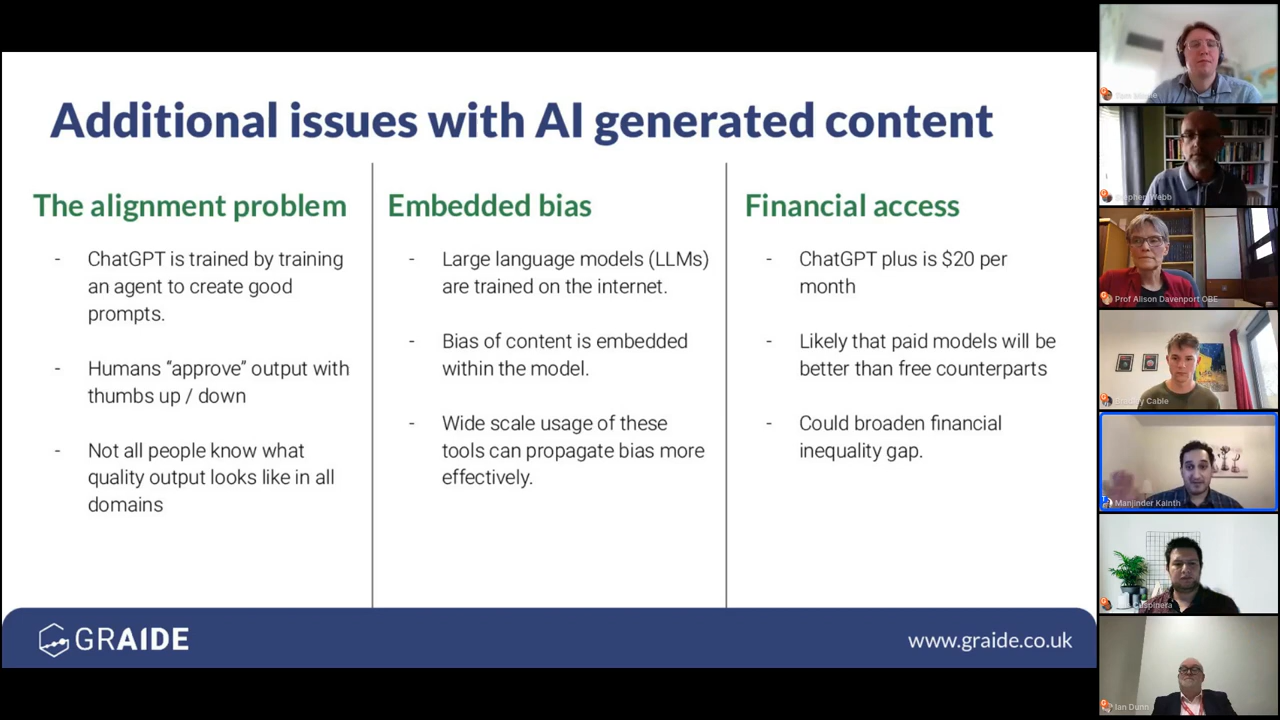 Additional issues with AI generated content
The alignment problem
- ChatGPT is trained by training
an agent to create good
prompts.
- Humans “approve” output with
thumbs up / down
- Not all people know what
quality output looks like in all
domains
Embedded bias
- Large language models (LLMs)
are trained on the internet.
- Bias of content is embedded
within the model.
- Wide scale usage of these
tools can propagate bias more
effectively.
Financial access
- ChatGPT plus is $20 per
month
- Likely that paid models will be
better than free counterparts
- Could broaden financial
inequality gap.
GRAIDE
www.graide.co.uk
Webb
Prof Alison Davenport OBE
Cable
Manjinder Kainth
Ian Dunn